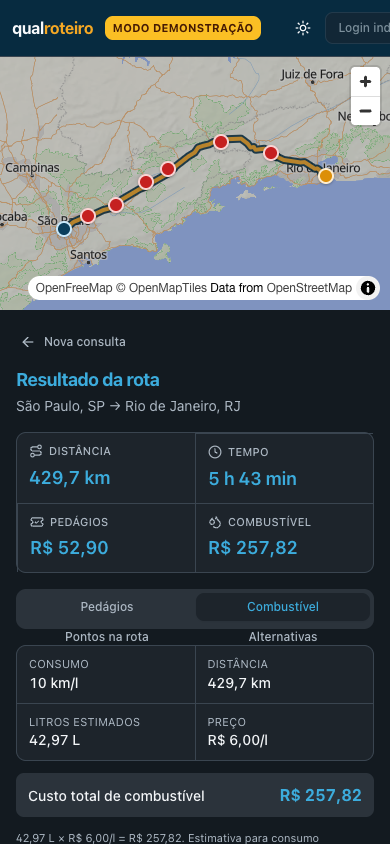 qualroteiro MODO DEMONSTRAÇÃO Login ind
Juiz de Fora
Campinas
São P
Rio
Janeiro
Santos
OpenFreeMap © OpenMapTiles Data from OpenStreetMap
Nova consulta
Resultado da rota
São Paulo, SP → Rio de Janeiro, RJ
DISTÂNCIA
429,7 km
TEMPO
5 h 43 min
PEDÁGIOS
R$ 52,90
COMBUSTÍVEL
R$ 257,82
Pedágios
Combustível
Pontos na rota
Alternativas
CONSUMO
10 km/l
DISTÂNCIA
429,7 km
LITROS ESTIMADOS
42,97 L
PREÇO
R$ 6,00/l
Custo total de combustível R$ 257,82
42,97 L × R$ 6,00/l = R$ 257,82. Estimativa para consumo